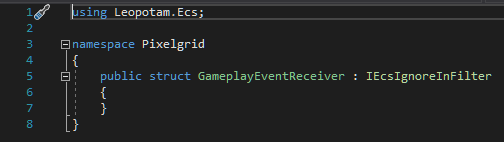 1 using Leopotam.Ecs;
2
3 namespace Pixelgrid
4 {
5 public struct GameplayEventReceiver : IEcsIgnoreInFilter
6 {
7 }
8 }